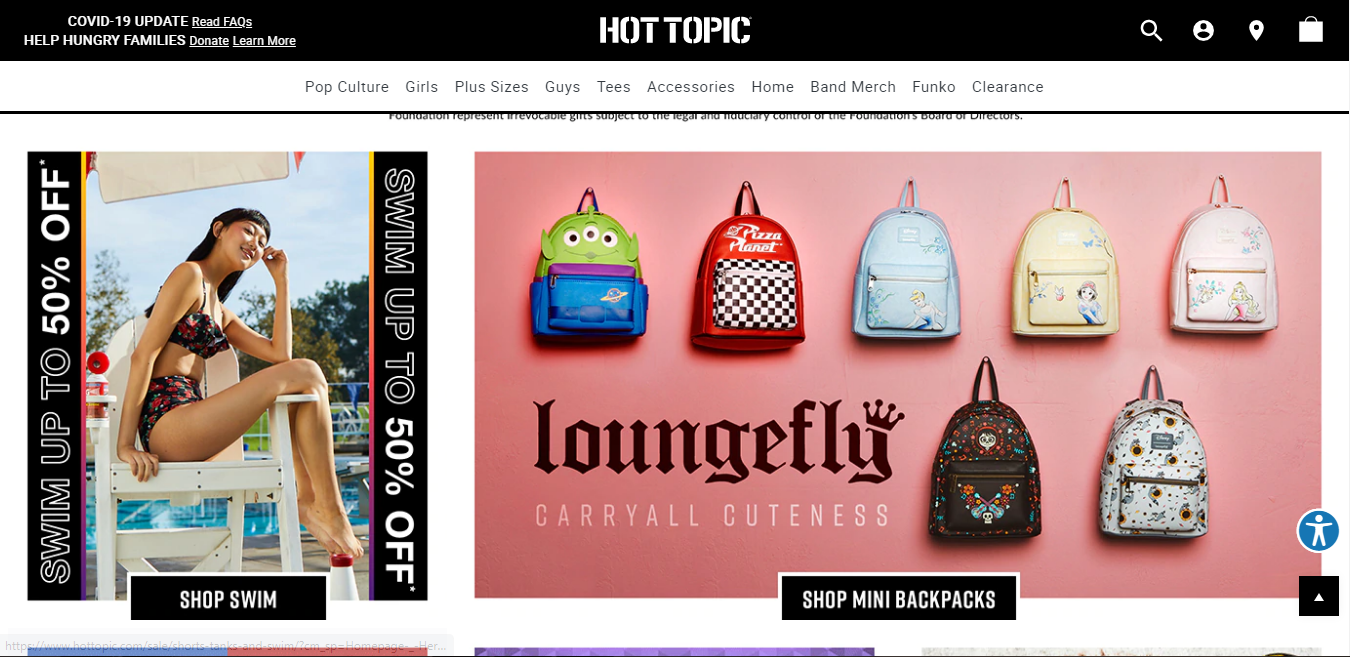 COVID-19 UPDATE Read FAQs
HELP HUNGRY FAMILIES Donate Learn More
HOT TOPIC
Pop Culture Girls Plus Sizes Guys Tees Accessories Home Band Merch Funko Clearance
Foundation represent irrevocable gifts subject to the legal and fiduciary control of the Foundation's Board of Directors.
SWIM UP TO 50% OFF*
SWIM UP TO 50% OFF*
SHOP SWIM
Pizza
Planet
loungefly
CARRYALL CUTENESS
Disney
SHOP MINI BACKPACKS
https://www.hottopic.com/sale/shorts-tanks-and-swim/?cm_sp=Homepage-_-Her...